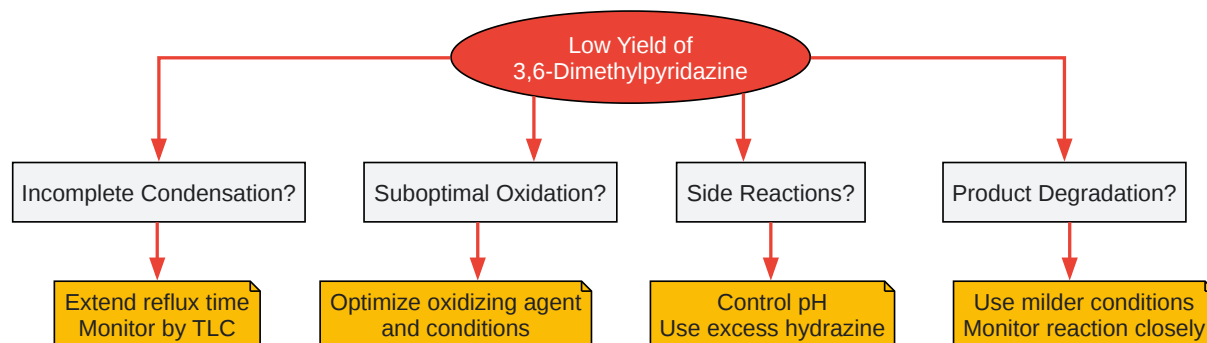 Low Yield of
3,6-Dimethylpyridazine
Incomplete Condensation?
Suboptimal Oxidation?
Side Reactions?
Product Degradation?
Extend reflux time
Monitor by TLC
Optimize oxidizing agent
and conditions
Control pH
Use excess hydrazine
Use milder conditions
Monitor reaction closely